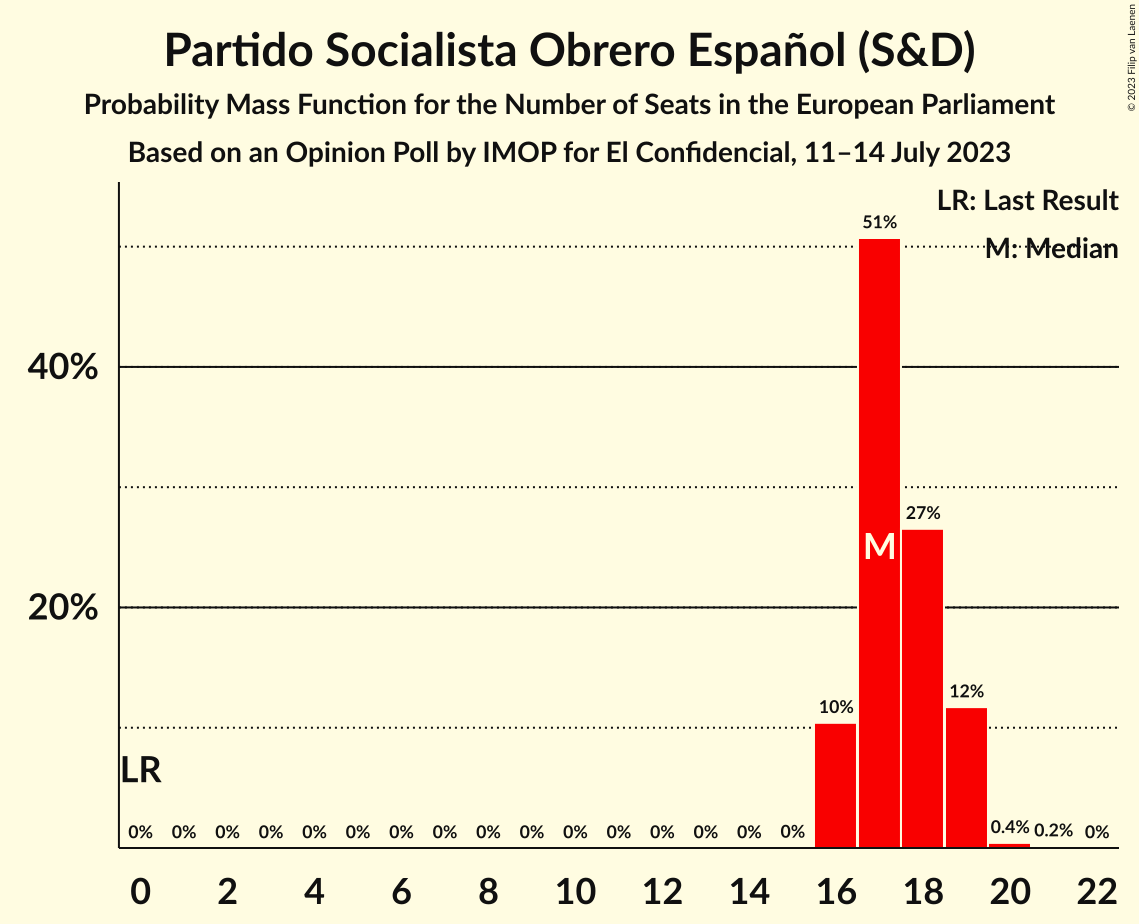 Partido Socialista Obrero Español (S&D)
Probability Mass Function for the Number of Seats in the European Parliament
Based on an Opinion Poll by IMOP for El Confidencial, 11–14 July 2023
© 2023 Filip van Laenen
LR: Last Result
M: Median
51%
40%
27%
M
20%
12%
10%
LR
0% 0% 0% 0% 0% 0% 0% 0% 0% 0% 0% 0% 0% 0% 0% 0% 0.4% 0.2% 0%
0 2 4 6 8 10 12 14 16 18 20 22